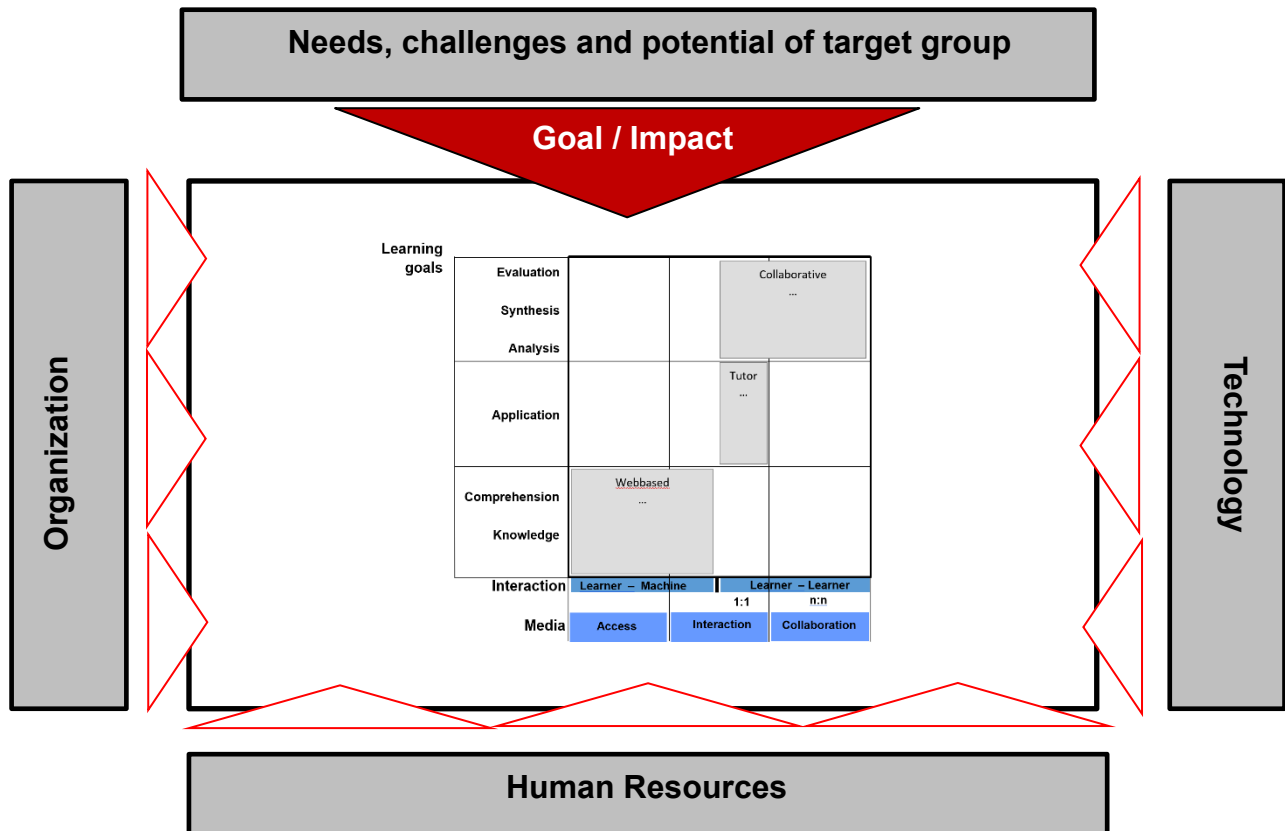 Needs, challenges and potential of target group
Goal / Impact
Organization
Technology
Learning
goals
Evaluation
Synthesis
Analysis
Collaborative
...
Application
Tutor
...
Comprehension
Knowledge
Webbased
...
Interaction
Learner – Machine
Learner – Learner
1:1
n:n
Media
Access
Interaction
Collaboration
Human Resources